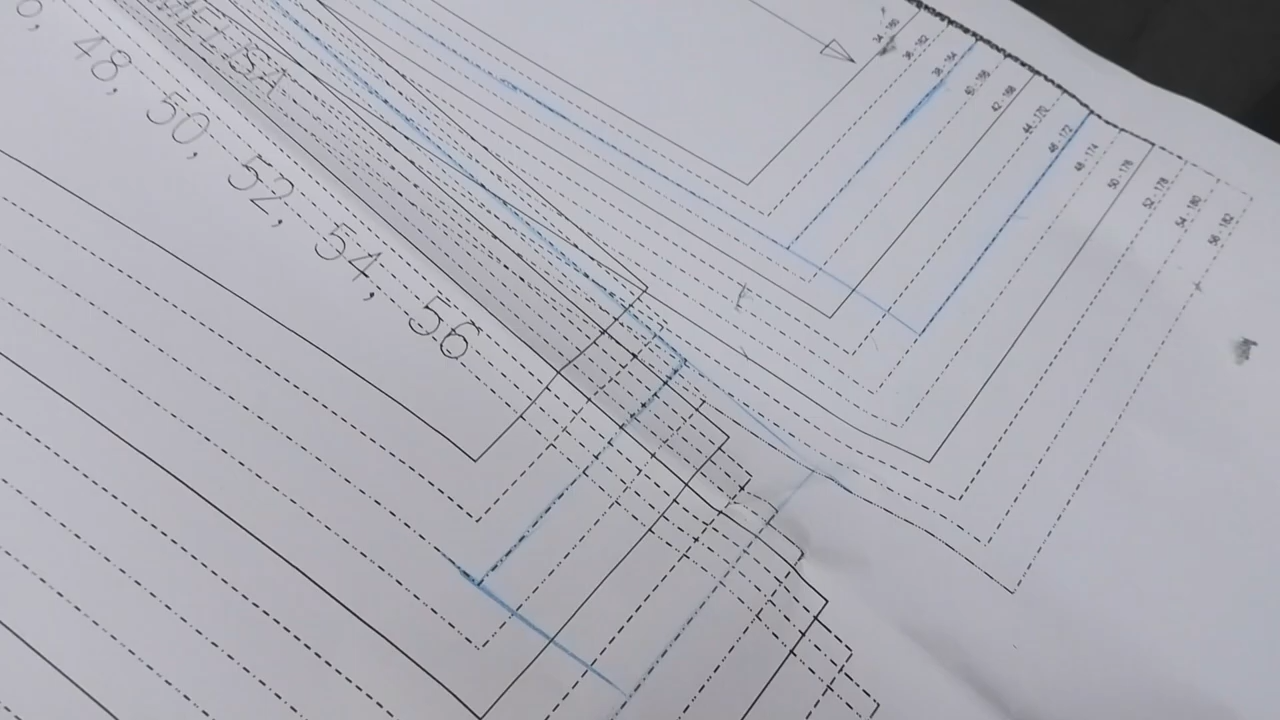 MELISA
48, 50, 52, 54, 56
34 - 160
36 - 162
38 - 164
40 - 166
42 - 168
44 - 170
46 - 172
48 - 174
50 - 176
52 - 178
54 - 180
56 - 182